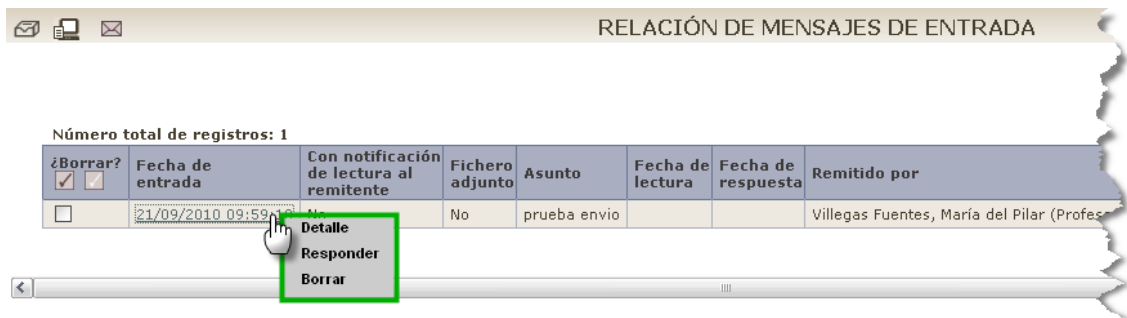 RELACIÓN DE MENSAJES DE ENTRADA
Número total de registros: 1
¿Borrar? Fecha de entrada Con notificación de lectura al remitente Fichero adjunto Asunto Fecha de lectura Fecha de respuesta Remitido por
21/09/2010 09:59:19 No No prueba envio Villegas Fuentes, María del Pilar (Profes
Detalle
Responder
Borrar